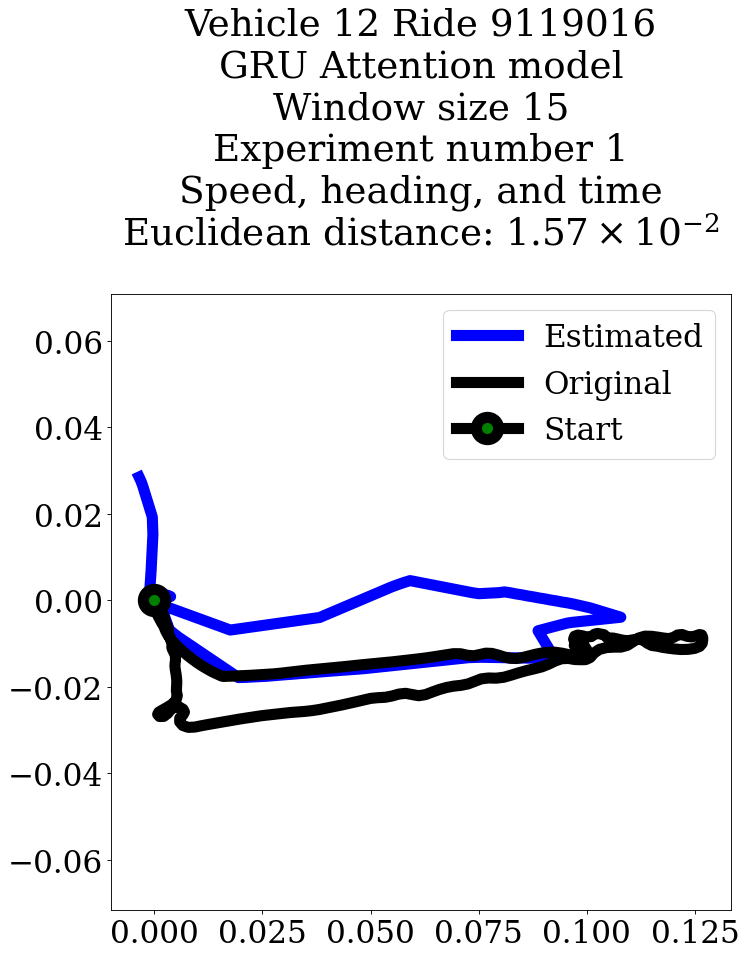 Vehicle 12 Ride 9119016
GRU Attention model
Window size 15
Experiment number 1
Speed, heading, and time
Euclidean distance: 1.57 × 10⁻²
Estimated
Original
Start
0.06
0.04
0.02
0.00
−0.02
−0.04
−0.06
0.000 0.025 0.050 0.075 0.100 0.125